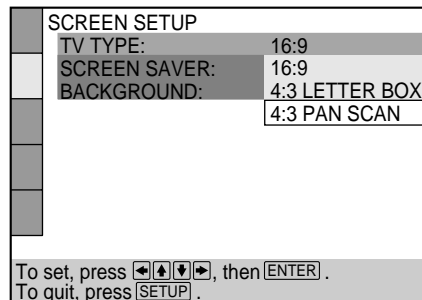 SCREEN SETUP
TV TYPE: 16:9
SCREEN SAVER: 16:9
BACKGROUND: 4:3 LETTER BOX
4:3 PAN SCAN
To set, press ←↑↓→, then ENTER.
To quit, press SETUP.